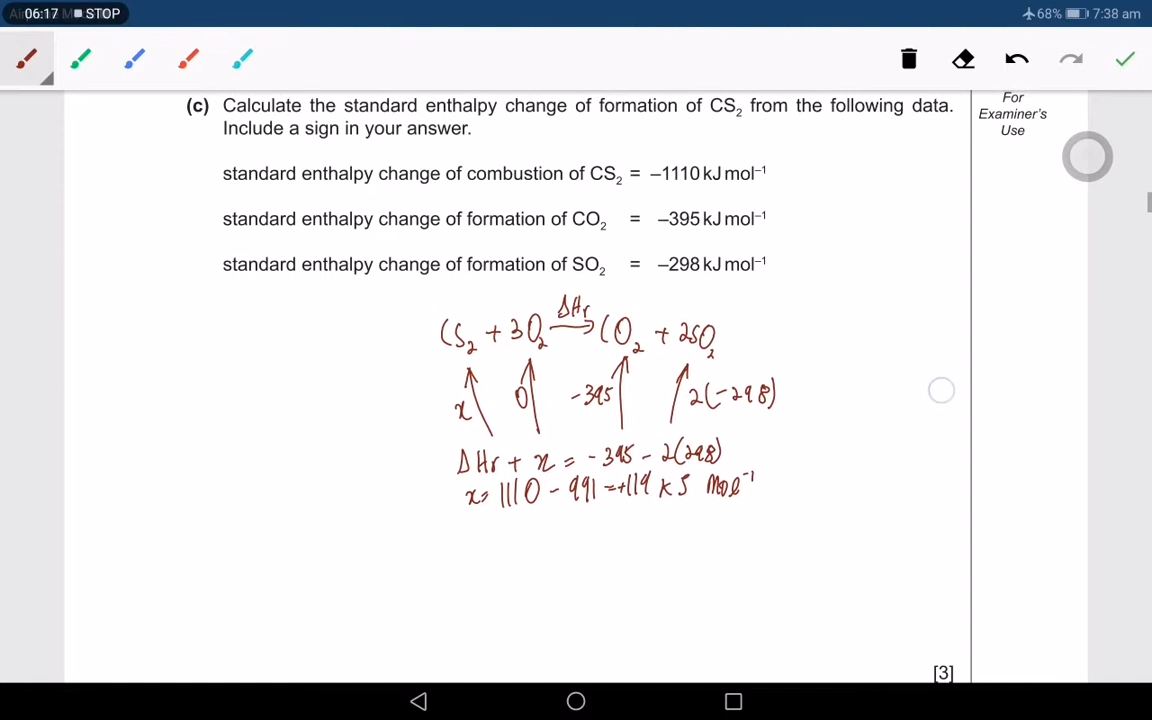 06:17 STOP
68% 7:38 am
(c) Calculate the standard enthalpy change of formation of CS₂ from the following data.
Include a sign in your answer.
For
Examiner's
Use
standard enthalpy change of combustion of CS₂ = –1110 kJ mol⁻¹
standard enthalpy change of formation of CO₂ = –395 kJ mol⁻¹
standard enthalpy change of formation of SO₂ = –298 kJ mol⁻¹
ΔHr
CS₂ + 3O₂ → CO₂ + 2SO₂
x 0 -395 2(-298)
ΔHr + x = -395 - 2(298)
x = 1110 - 991 = +119 kJ mol⁻¹
[3]